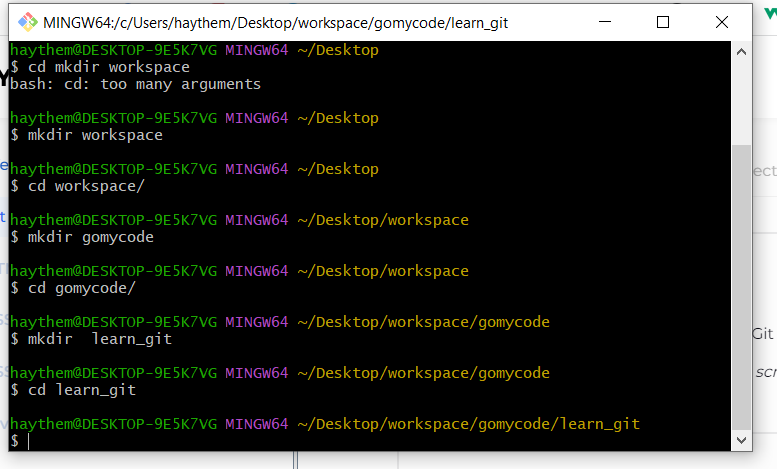 MINGW64:/c/Users/haythem/Desktop/workspace/gomycode/learn_git
haythem@DESKTOP-9E5K7VG MINGW64 ~/Desktop
$ cd mkdir workspace
bash: cd: too many arguments
haythem@DESKTOP-9E5K7VG MINGW64 ~/Desktop
$ mkdir workspace
haythem@DESKTOP-9E5K7VG MINGW64 ~/Desktop
$ cd workspace/
haythem@DESKTOP-9E5K7VG MINGW64 ~/Desktop/workspace
$ mkdir gomycode
haythem@DESKTOP-9E5K7VG MINGW64 ~/Desktop/workspace
$ cd gomycode/
haythem@DESKTOP-9E5K7VG MINGW64 ~/Desktop/workspace/gomycode
$ mkdir  learn_git
haythem@DESKTOP-9E5K7VG MINGW64 ~/Desktop/workspace/gomycode
$ cd learn_git
haythem@DESKTOP-9E5K7VG MINGW64 ~/Desktop/workspace/gomycode/learn_git
$
Git